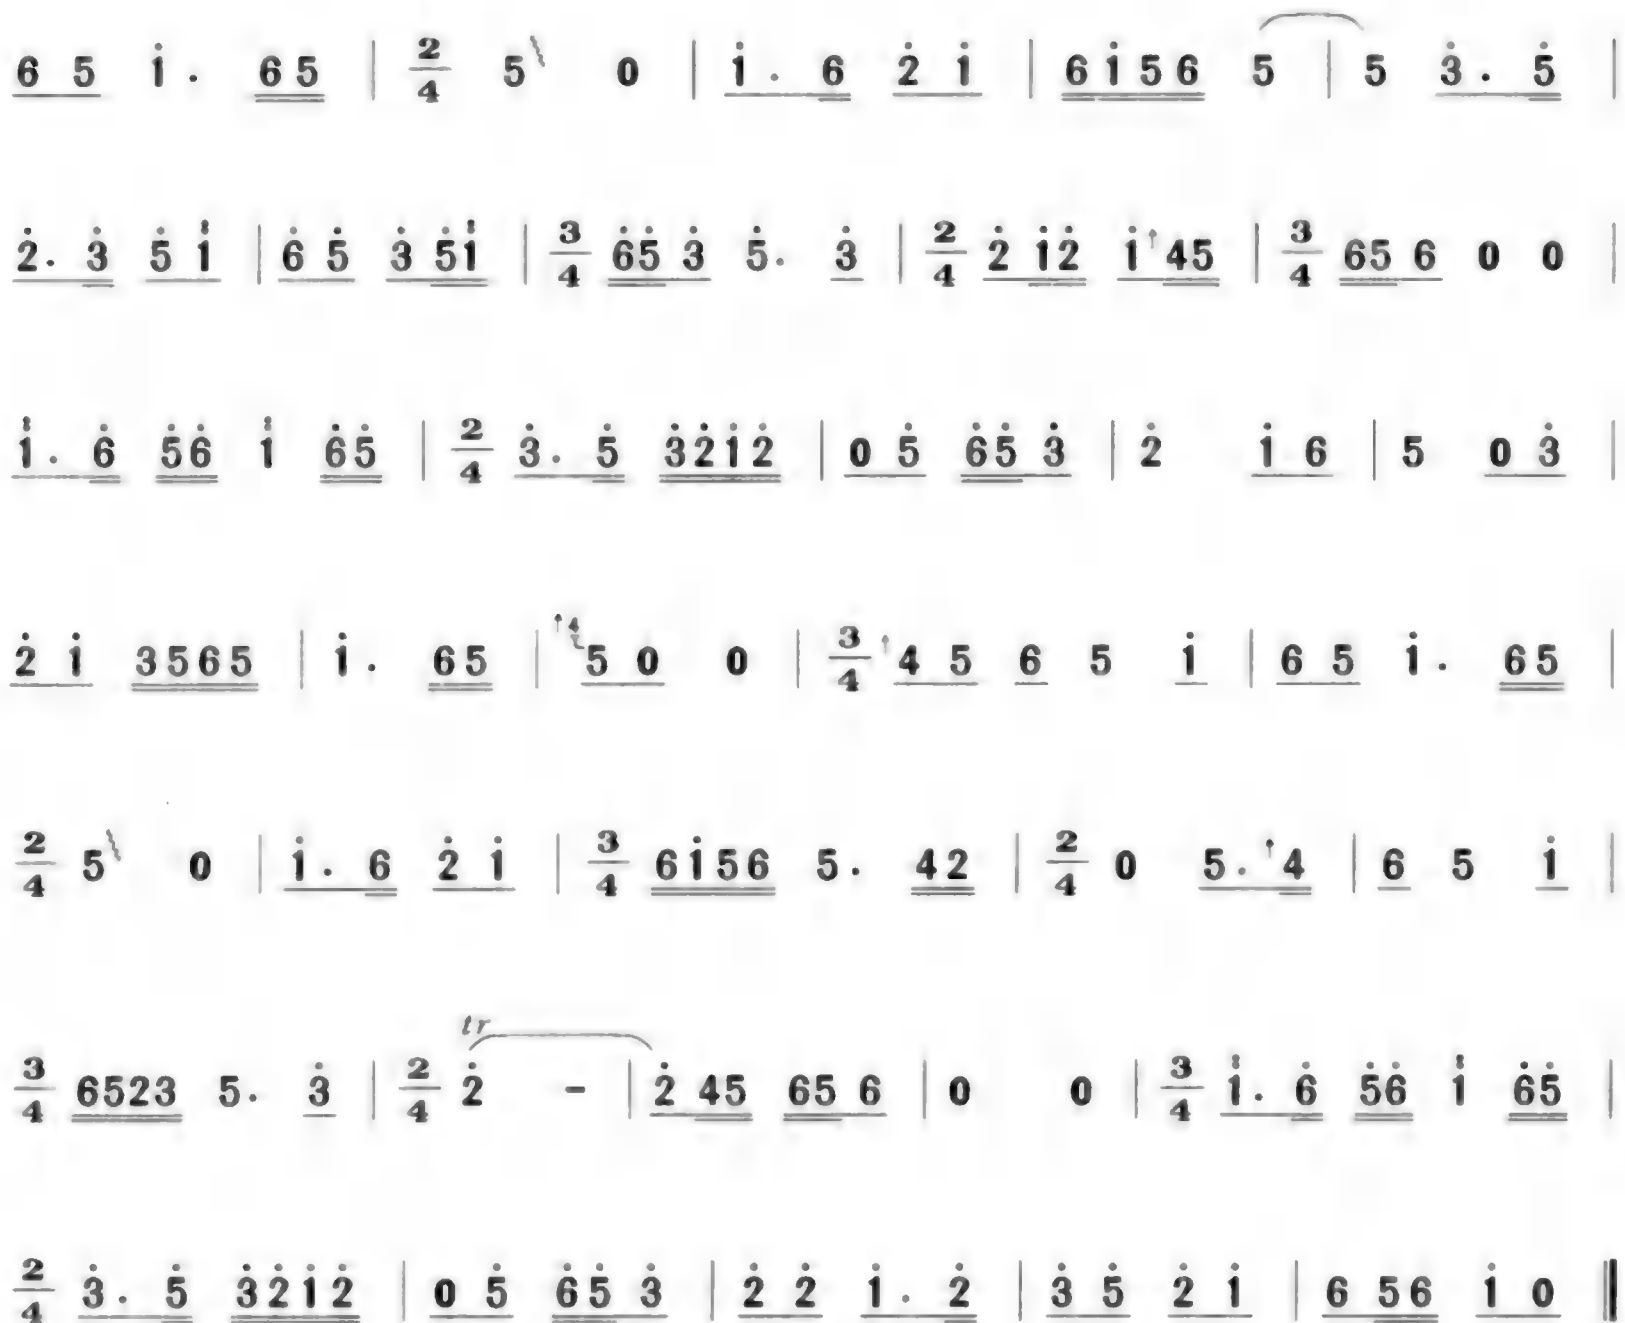 6 5 i̇ . 6 5 | 2/4 5 0 | i̇ . 6 2̇ i̇ | 6 i̇ 5 6 5 | 5 3̇ . 5̇ |
2̇ . 3̇ 5̇ 1̈ | 6̇ 5̇ 3̇ 5̇ 1̈ | 3/4 6̇ 5̇ 3̇ 5̇ . 3̇ | 2/4 2̇ i̇ 2̇ i̇ ↑4 5 | 3/4 6 5 6 0 0 |
1̈ . 6̇ 5̇ 6̇ 1̈ 6̇ 5̇ | 2/4 3̇ . 5̇ 3̇ 2̇ i̇ 2̇ | 0 5̇ 6̇ 5̇ 3̇ | 2̇ i̇ 6 | 5 0 3̇ |
2̇ i̇ 3 5 6 5 | i̇ . 6 5 | ↑4 5 0 0 | 3/4 ↑4 5 6 5 i̇ | 6 5 i̇ . 6 5 |
2/4 5 0 | i̇ . 6 2̇ i̇ | 3/4 6 i̇ 5 6 5 . 4 2 | 2/4 0 5 . ↑4 | 6 5 i̇ |
3/4 6 5 2 3 5 . 3̇ | 2/4 tr 2̇ - | 2̇ 4 5 6 5 6 | 0 0 | 3/4 1̈ . 6̇ 5̇ 6̇ 1̈ 6̇ 5̇ |
2/4 3̇ . 5̇ 3̇ 2̇ i̇ 2̇ | 0 5̇ 6̇ 5̇ 3̇ | 2̇ 2̇ i̇ . 2̇ | 3̇ 5̇ 2̇ i̇ | 6 5 6 i̇ 0 ‖